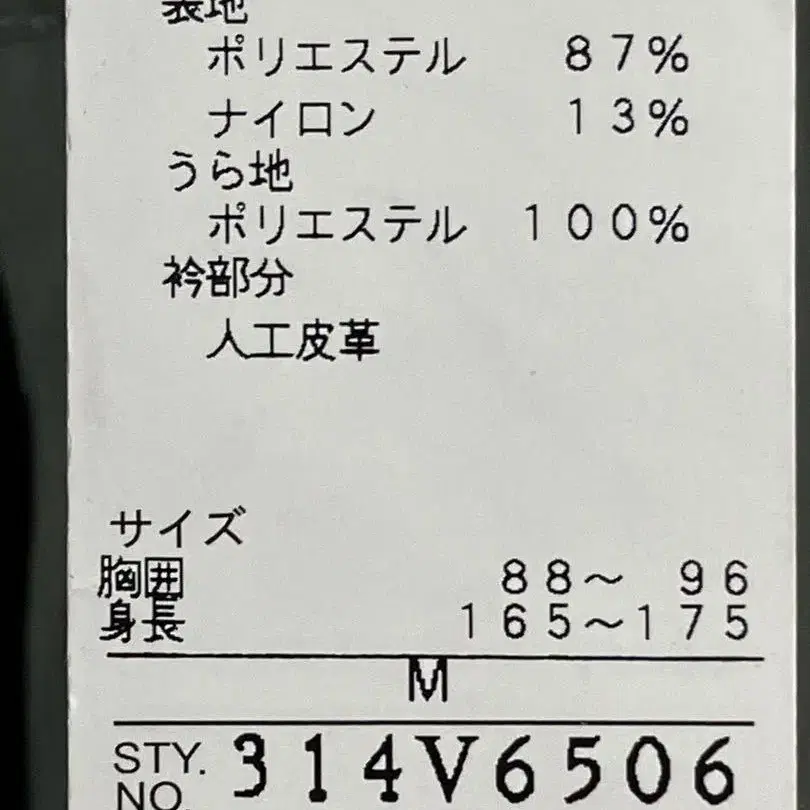 表地
ポリエステル ８７％
ナイロン １３％
うら地
ポリエステル １００％
衿部分
人工皮革
サイズ
胸囲 ８８～ ９６
身長 １６５～１７５
M
STY. NO. 314V6506